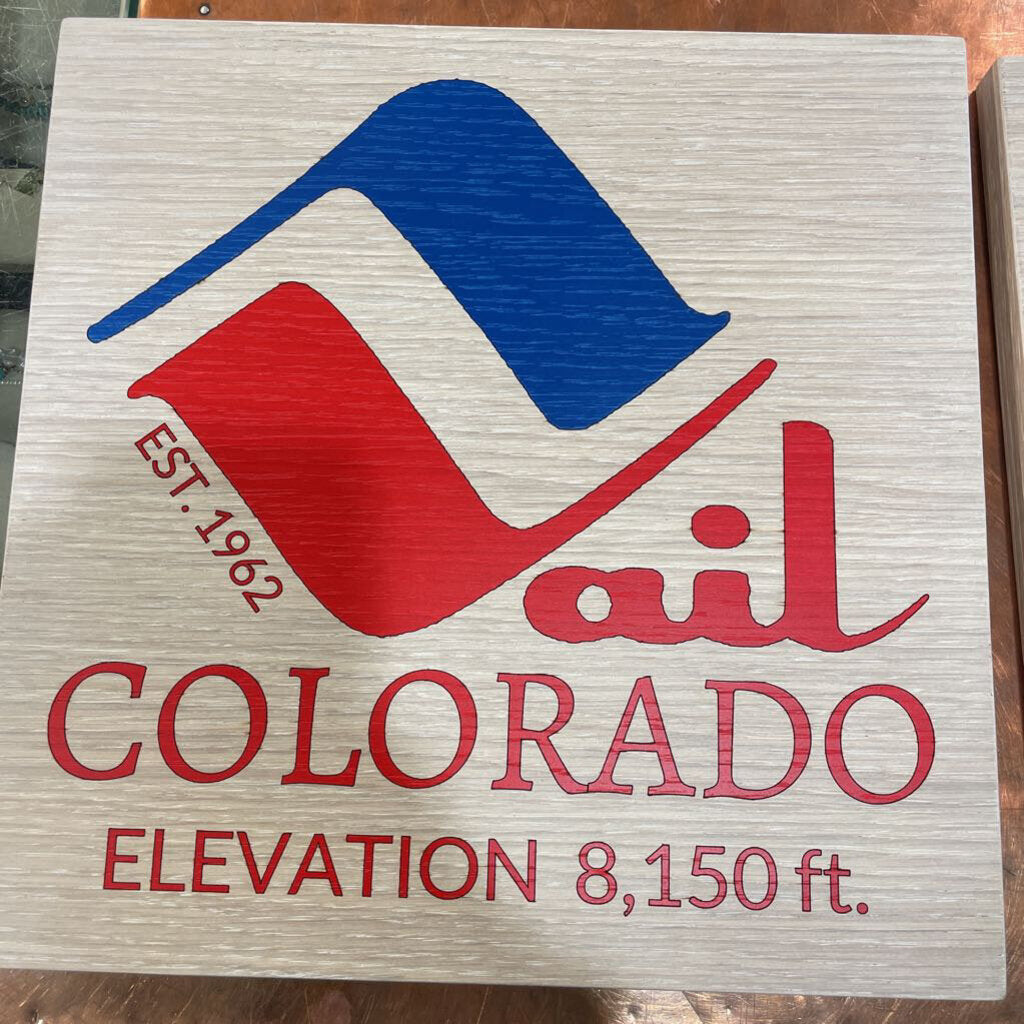 EST. 1962
Vail
COLORADO
ELEVATION 8,150 ft.